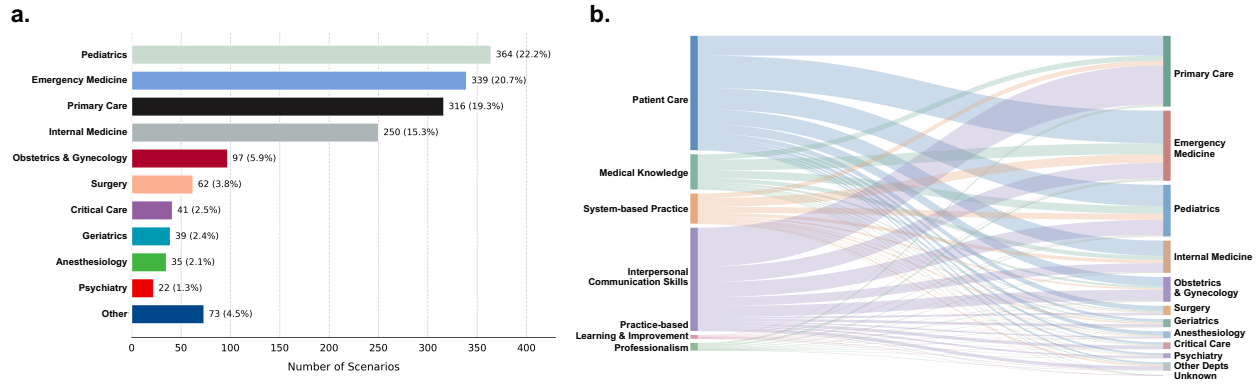 a.
Pediatrics
364 (22.2%)
Emergency Medicine
339 (20.7%)
Primary Care
316 (19.3%)
Internal Medicine
250 (15.3%)
Obstetrics & Gynecology
97 (5.9%)
Surgery
62 (3.8%)
Critical Care
41 (2.5%)
Geriatrics
39 (2.4%)
Anesthesiology
35 (2.1%)
Psychiatry
22 (1.3%)
Other
73 (4.5%)
0 50 100 150 200 250 300 350 400
Number of Scenarios
b.
Patient Care
Medical Knowledge
System-based Practice
Interpersonal
Communication Skills
Practice-based
Learning & Improvement
Professionalism
Primary Care
Emergency
Medicine
Pediatrics
Internal Medicine
Obstetrics
& Gynecology
Surgery
Geriatrics
Anesthesiology
Critical Care
Psychiatry
Other Depts
Unknown